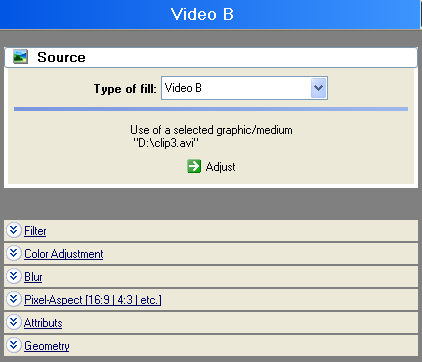 Video B
Source
Type of fill: Video B
Use of a selected graphic/medium
"D:\clip3.avi"
Adjust
Filter
Color Adjustment
Blur
Pixel-Aspect [16:9 | 4:3 | etc.]
Attributs
Geometry